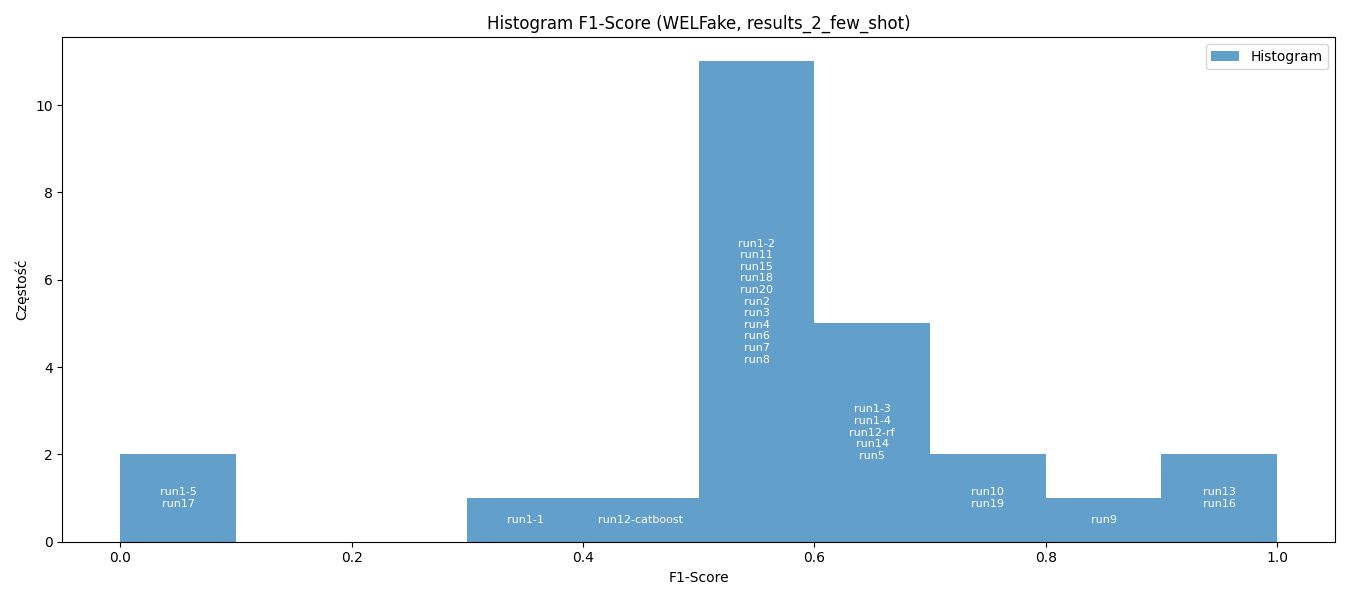 Histogram F1-Score (WELFake, results_2_few_shot)
Histogram
Częstość
10
8
6
4
2
0
run1-5
run17
run1-1
run12-catboost
run1-2
run11
run15
run18
run20
run2
run3
run4
run6
run7
run8
run1-3
run1-4
run12-rf
run14
run5
run10
run19
run9
run13
run16
0.0
0.2
0.4
0.6
0.8
1.0
F1-Score